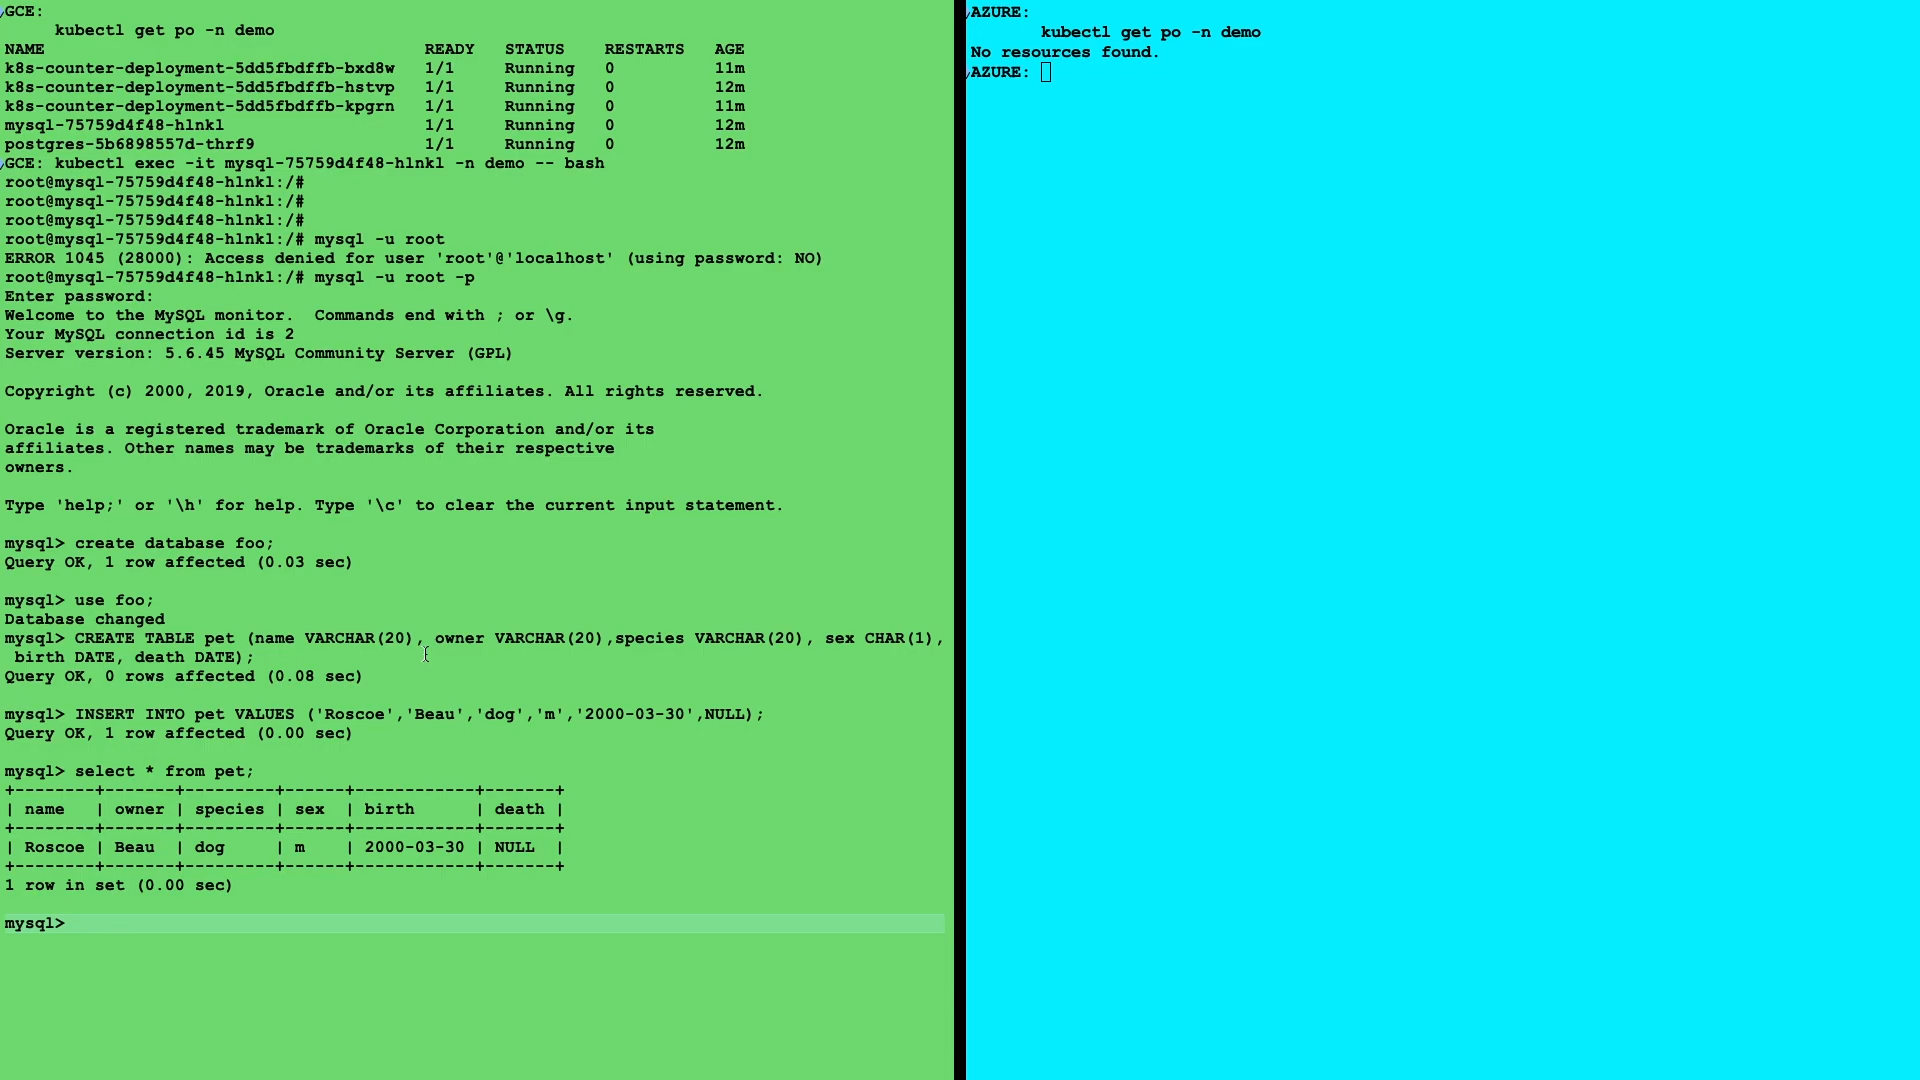 GCE:
     kubectl get po -n demo
NAME                                      READY   STATUS    RESTARTS   AGE
k8s-counter-deployment-5dd5fbdffb-bxd8w   1/1     Running   0          11m
k8s-counter-deployment-5dd5fbdffb-hstvp   1/1     Running   0          12m
k8s-counter-deployment-5dd5fbdffb-kpgrn   1/1     Running   0          11m
mysql-75759d4f48-hlnkl                    1/1     Running   0          12m
postgres-5b6898557d-thrf9                 1/1     Running   0          12m
GCE: kubectl exec -it mysql-75759d4f48-hlnkl -n demo -- bash
root@mysql-75759d4f48-hlnkl:/#
root@mysql-75759d4f48-hlnkl:/#
root@mysql-75759d4f48-hlnkl:/#
root@mysql-75759d4f48-hlnkl:/# mysql -u root
ERROR 1045 (28000): Access denied for user 'root'@'localhost' (using password: NO)
root@mysql-75759d4f48-hlnkl:/# mysql -u root -p
Enter password:
Welcome to the MySQL monitor.  Commands end with ; or \g.
Your MySQL connection id is 2
Server version: 5.6.45 MySQL Community Server (GPL)

Copyright (c) 2000, 2019, Oracle and/or its affiliates. All rights reserved.

Oracle is a registered trademark of Oracle Corporation and/or its
affiliates. Other names may be trademarks of their respective
owners.

Type 'help;' or '\h' for help. Type '\c' to clear the current input statement.

mysql> create database foo;
Query OK, 1 row affected (0.03 sec)

mysql> use foo;
Database changed
mysql> CREATE TABLE pet (name VARCHAR(20), owner VARCHAR(20),species VARCHAR(20), sex CHAR(1),
 birth DATE, death DATE);
Query OK, 0 rows affected (0.08 sec)

mysql> INSERT INTO pet VALUES ('Roscoe','Beau','dog','m','2000-03-30',NULL);
Query OK, 1 row affected (0.00 sec)

mysql> select * from pet;
+--------+-------+---------+------+------------+-------+
| name   | owner | species | sex  | birth      | death |
+--------+-------+---------+------+------------+-------+
| Roscoe | Beau  | dog     | m    | 2000-03-30 | NULL  |
+--------+-------+---------+------+------------+-------+
1 row in set (0.00 sec)

mysql>
AZURE:
       kubectl get po -n demo
No resources found.
AZURE: